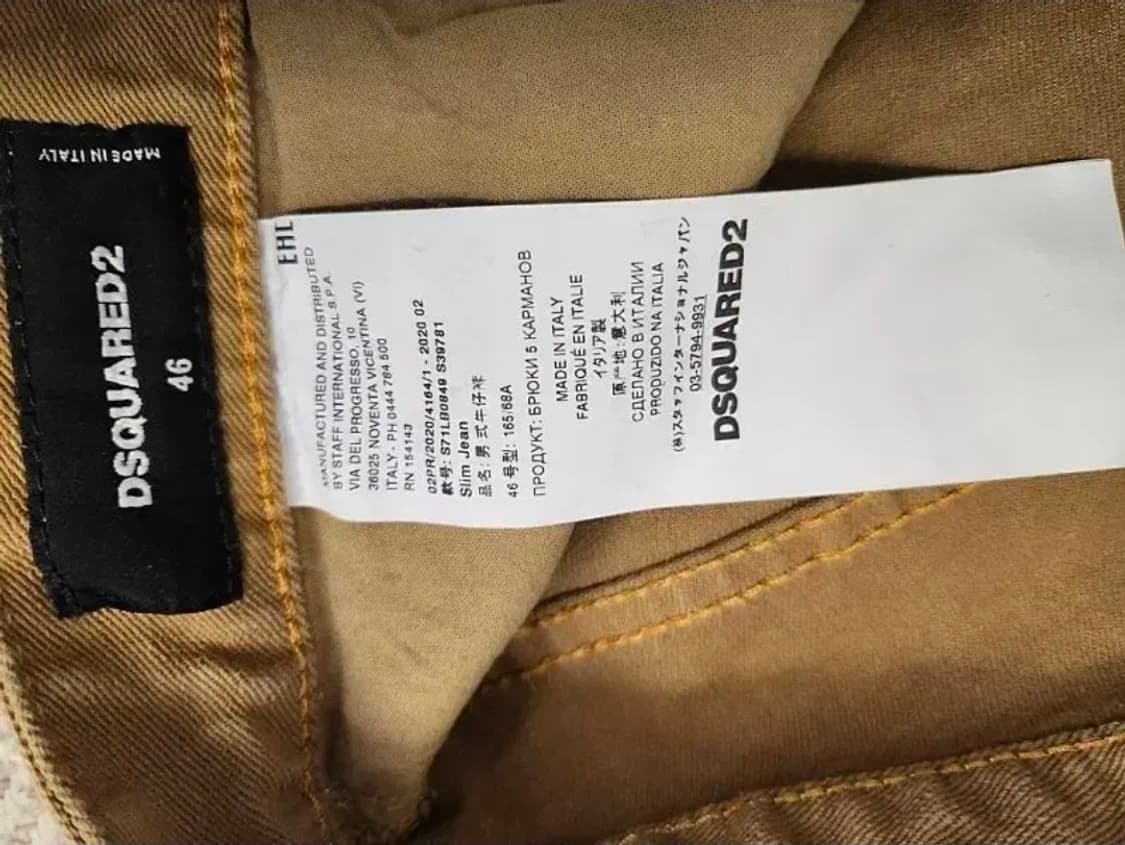 MADE IN ITALY
DSQUARED2
46
EAC
MANUFACTURED AND DISTRIBUTED
BY STAFF INTERNATIONAL S.P.A.
VIA DEL PROGRESSO, 10
36025 NOVENTA VICENTINA (VI)
ITALY - PH 0444 784 500
RN 154143
02PR/2020/4164/1 - 2020 02
款号: S71LB0849 S39781
Slim Jean
品名: 男式牛仔裤
46 号型: 165/68A
ПРОДУКТ: БРЮКИ 5 КАРМАНОВ
MADE IN ITALY
FABRIQUÉ EN ITALIE
イタリア製
原产地: 意大利
СДЕЛАНО В ИТАЛИИ
PRODUZIDO NA ITALIA
(株)スタッフインターナショナルジャパン
03-5794-9931
DSQUARED2